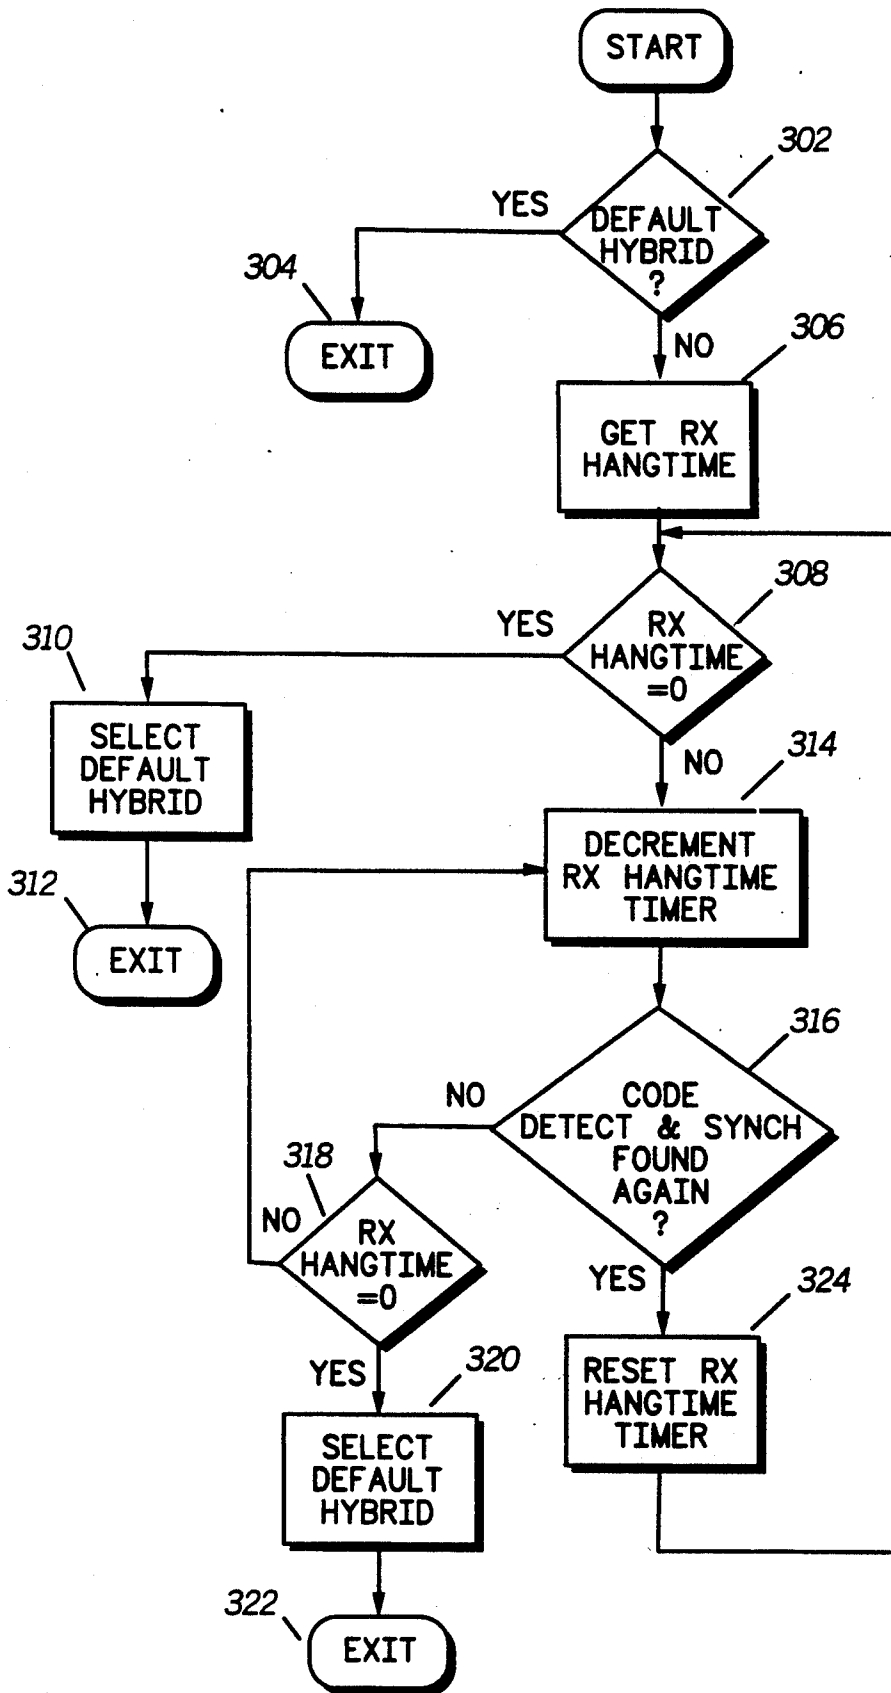 START
302
YES
DEFAULT
HYBRID
?
304
EXIT
NO
306
GET RX
HANGTIME
308
YES
RX
HANGTIME
=0
310
SELECT
DEFAULT
HYBRID
NO
314
DECREMENT
RX HANGTIME
TIMER
312
EXIT
316
NO
CODE
DETECT & SYNCH
FOUND
AGAIN
?
318
NO
RX
HANGTIME
=0
YES
324
RESET RX
HANGTIME
TIMER
YES
320
SELECT
DEFAULT
HYBRID
322
EXIT